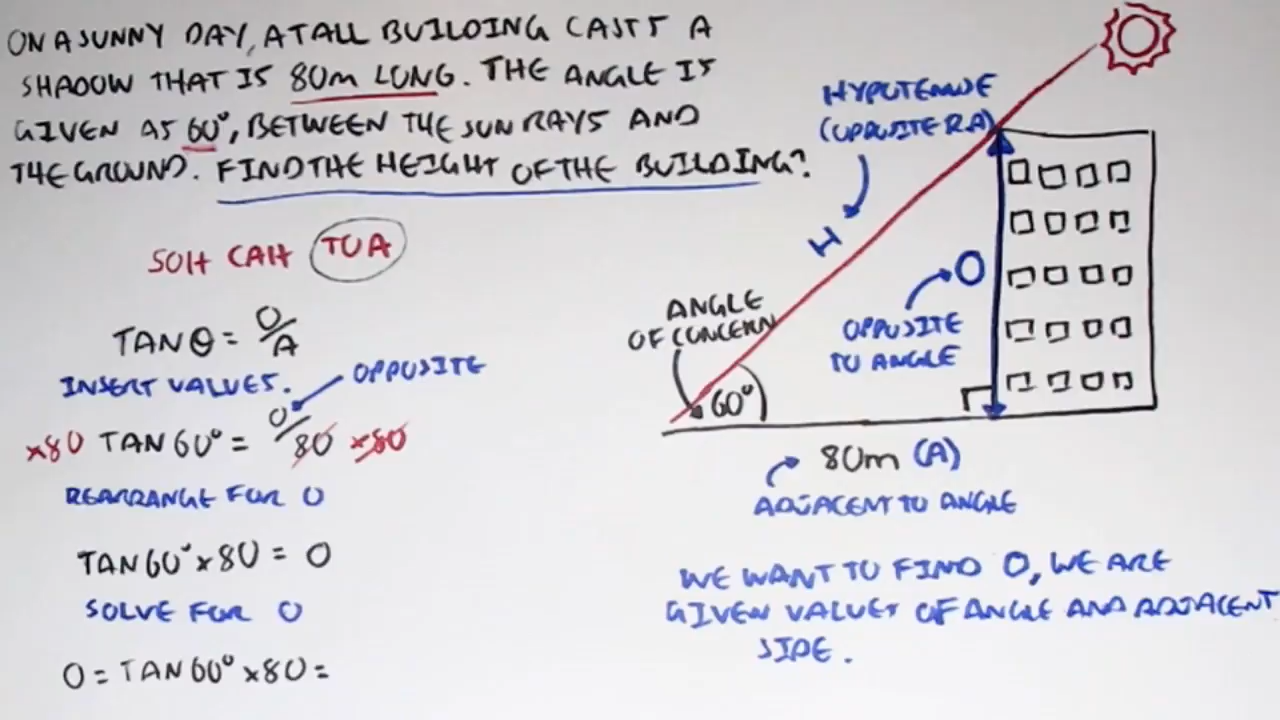 ON A SUNNY DAY, A TALL BUILDING CASTS A
SHADOW THAT IS 80m LONG. THE ANGLE IS
GIVEN AS 60°, BETWEEN THE SUN RAYS AND
THE GROUND. FIND THE HEIGHT OF THE BUILDING?
SOH CAH TOA
TAN θ = O/A
INSERT VALUES.
OPPOSITE
×80 TAN 60° = O/80 ×80
REARRANGE FOR O
TAN 60° × 80 = O
SOLVE FOR O
O = TAN 60° × 80 =
HYPOTENUSE
(OPPOSITE RA)
H
O
ANGLE
OF CONCERN
OPPOSITE
TO ANGLE
60°
80m (A)
ADJACENT TO ANGLE
WE WANT TO FIND O, WE ARE
GIVEN VALUES OF ANGLE AND ADJACENT
SIDE.